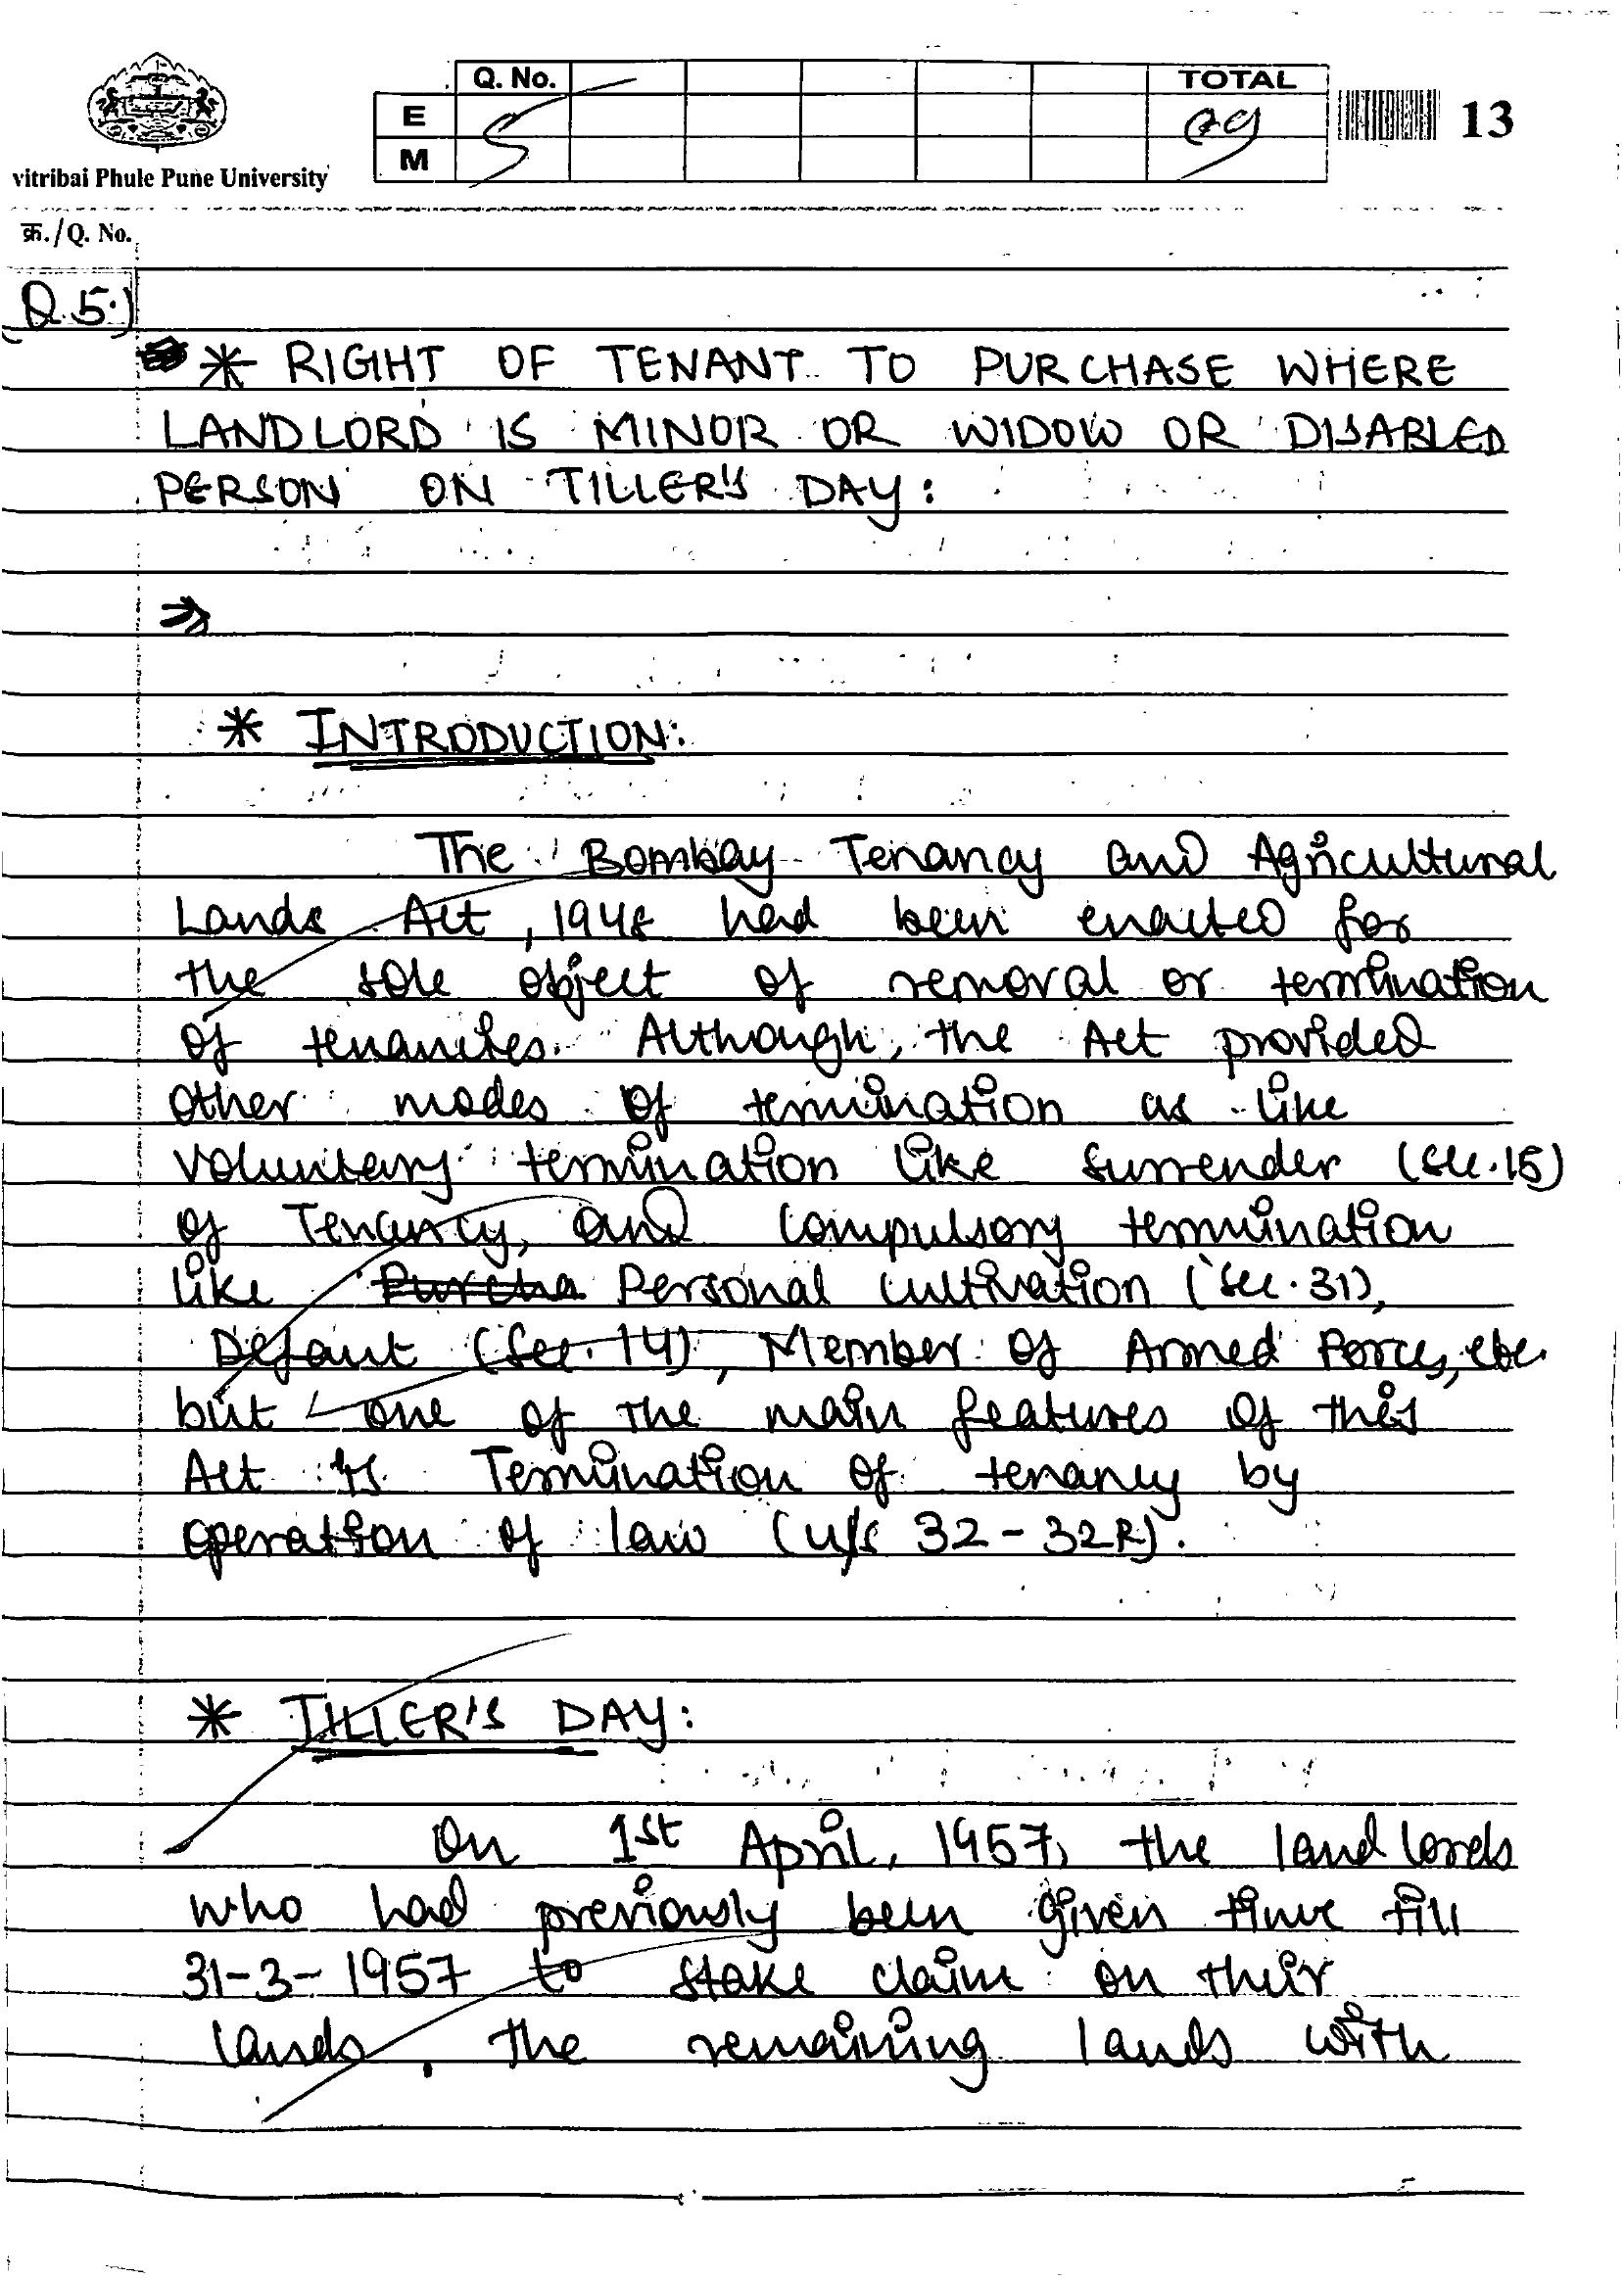 Q. No. TOTAL
E 5 09 13
M
vitribai Phule Pune University
क्र./Q. No.
Q.5.)
* RIGHT OF TENANT TO PURCHASE WHERE
LANDLORD IS MINOR OR WIDOW OR DISABLED
PERSON ON TILLER'S DAY:
* INTRODUCTION:
The Bombay Tenancy and Agricultural
Lands Act, 1948 had been enacted for
the sole object of removal or termination
of tenancies. Although, the Act provided
other modes of termination as like
voluntary termination like Surrender (Sec.15)
of Tenancy, and compulsory termination
like Purcha Personal cultivation (Sec.31),
Defaut (Sec. 14), Member of Armed Forces, etc.
but one of the main features of this
Act is Termination of tenancy by
operation of law (u/s 32-32R).
* TILLER'S DAY:
On 1st April, 1957, the landlords
who had previously been given time till
31-3-1957 to stake claim on their
lands. the remaining lands with